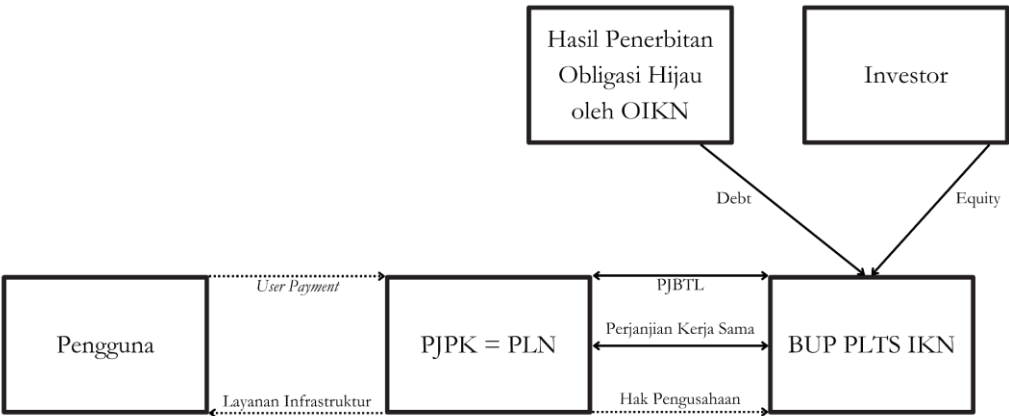 Hasil Penerbitan
Obligasi Hijau
oleh OIKN
Investor
Debt
Equity
User Payment
PJBTL
Pengguna
PJPK = PLN
Perjanjian Kerja Sama
BUP PLTS IKN
Layanan Infrastruktur
Hak Pengusahaan